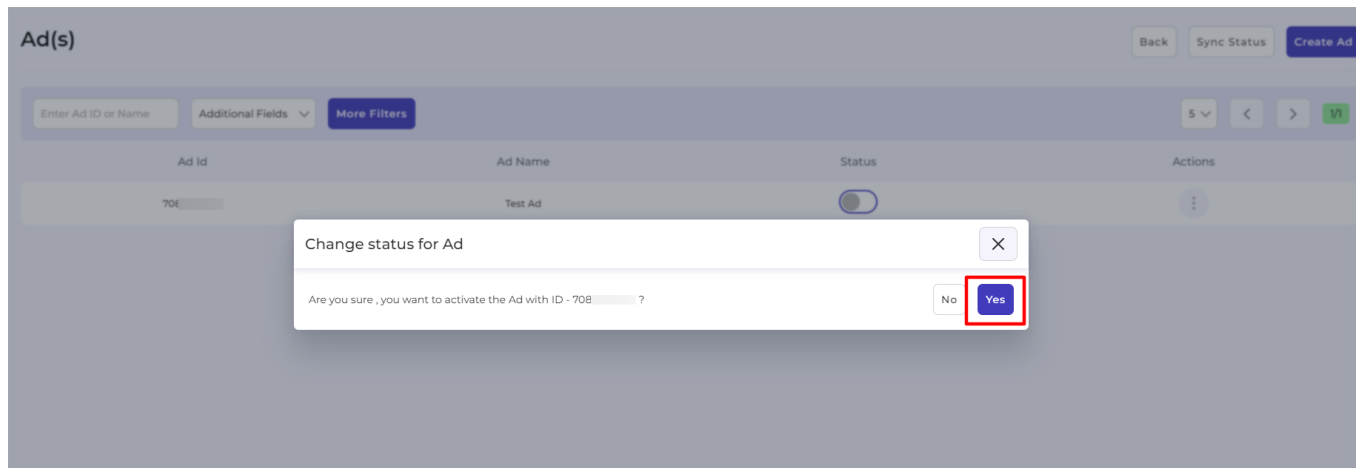 Ad(s)
Back Sync Status Create Ad
Enter Ad ID or Name Additional Fields More Filters 5 1/1
Ad Id Ad Name Status Actions
708 Test Ad
Change status for Ad
Are you sure , you want to activate the Ad with ID - 708 ?
No Yes